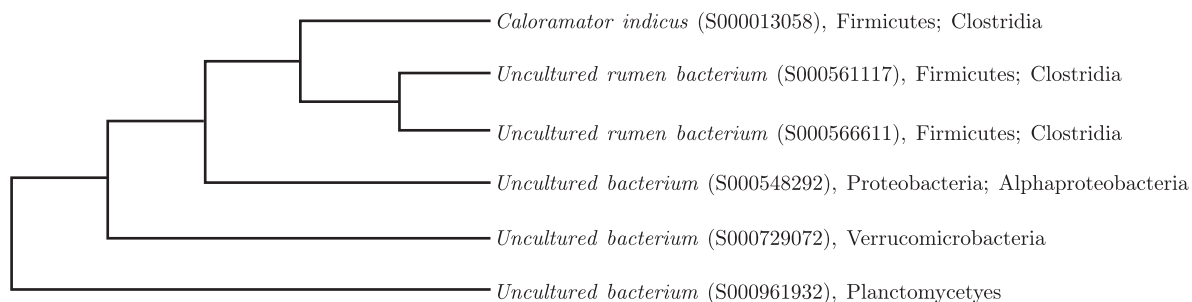 Caloramator indicus (S000013058), Firmicutes; Clostridia
Uncultured rumen bacterium (S000561117), Firmicutes; Clostridia
Uncultured rumen bacterium (S000566611), Firmicutes; Clostridia
Uncultured bacterium (S000548292), Proteobacteria; Alphaproteobacteria
Uncultured bacterium (S000729072), Verrucomicrobacteria
Uncultured bacterium (S000961932), Planctomycetyes